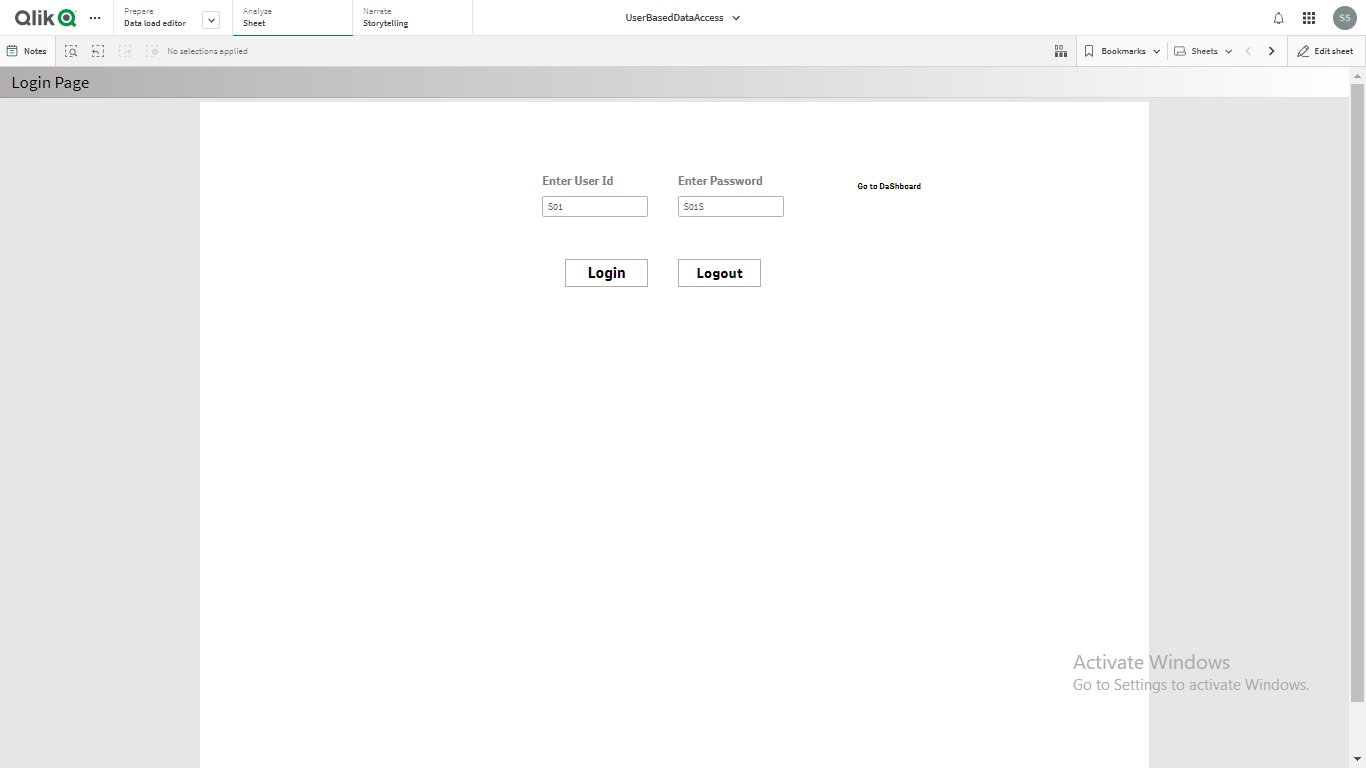 Qlik
Prepare
Data load editor
Analyze
Sheet
Narrate
Storytelling
UserBasedDataAccess
SS
Notes
No selections applied
Bookmarks
Sheets
Edit sheet
Login Page
Enter User Id
Enter Password
Go to DaShboard
S01
S01S
Login
Logout
Activate Windows
Go to Settings to activate Windows.